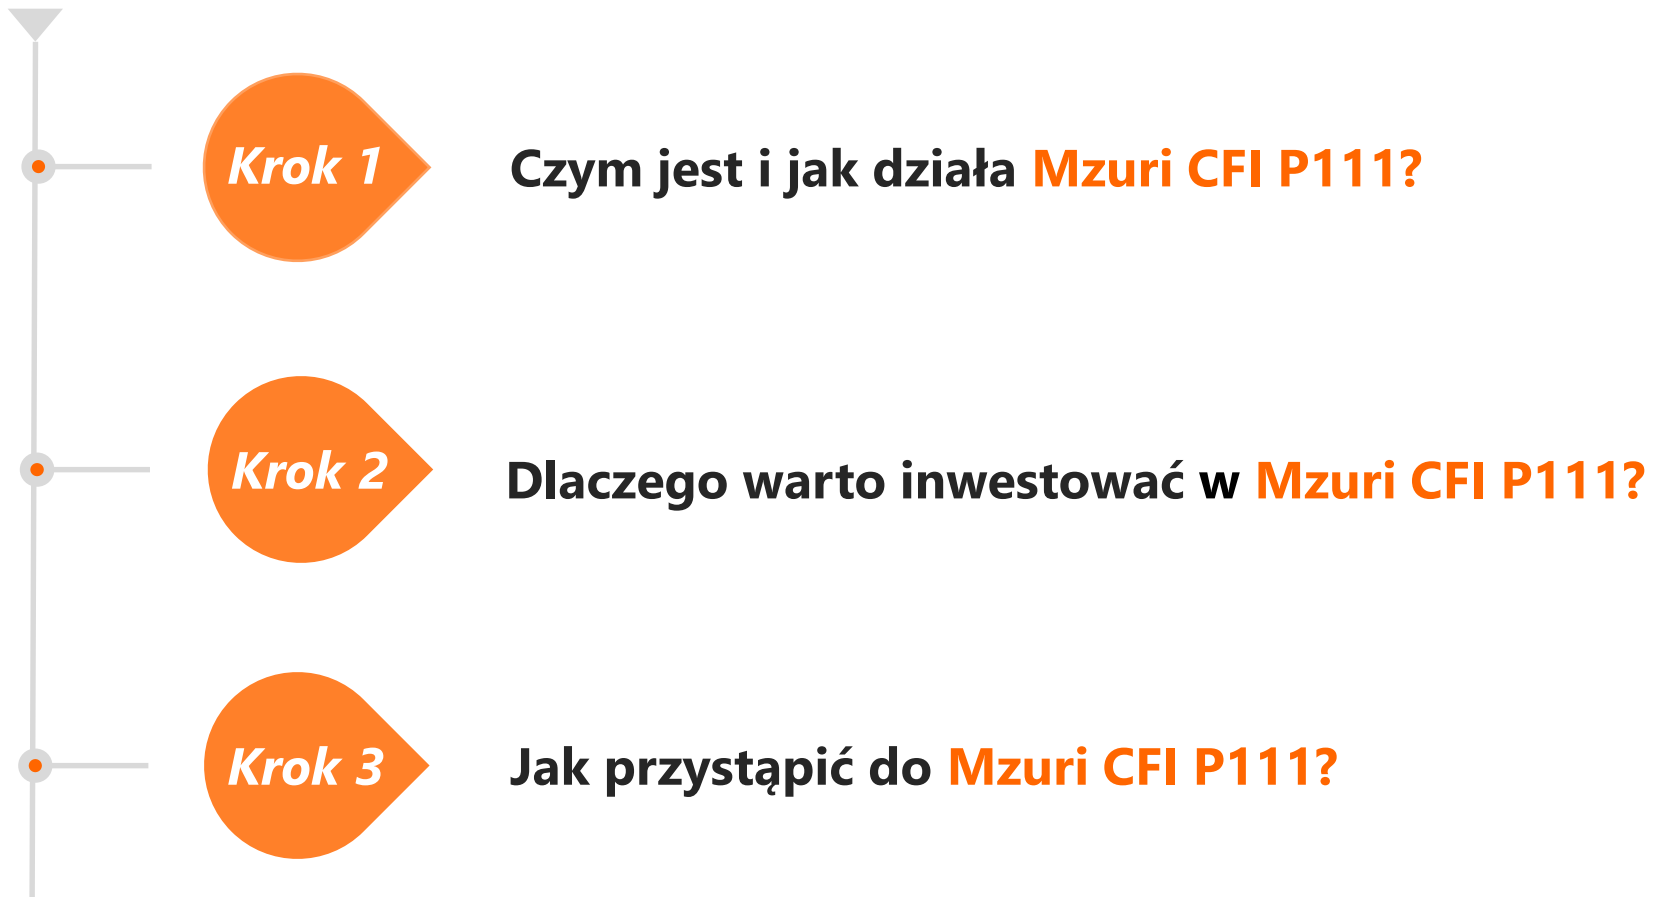 Krok 1
Czym jest i jak działa Mzuri CFI P111?
Krok 2
Dlaczego warto inwestować w Mzuri CFI P111?
Krok 3
Jak przystąpić do Mzuri CFI P111?